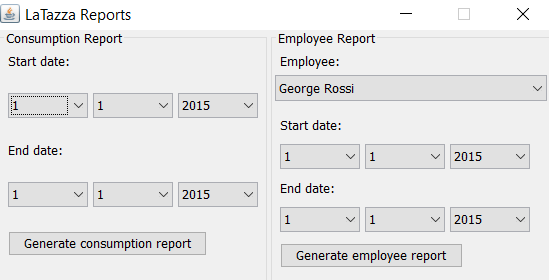 LaTazza Reports
Consumption Report
Start date:
1 1 2015
End date:
1 1 2015
Generate consumption report
Employee Report
Employee:
George Rossi
Start date:
1 1 2015
End date:
1 1 2015
Generate employee report